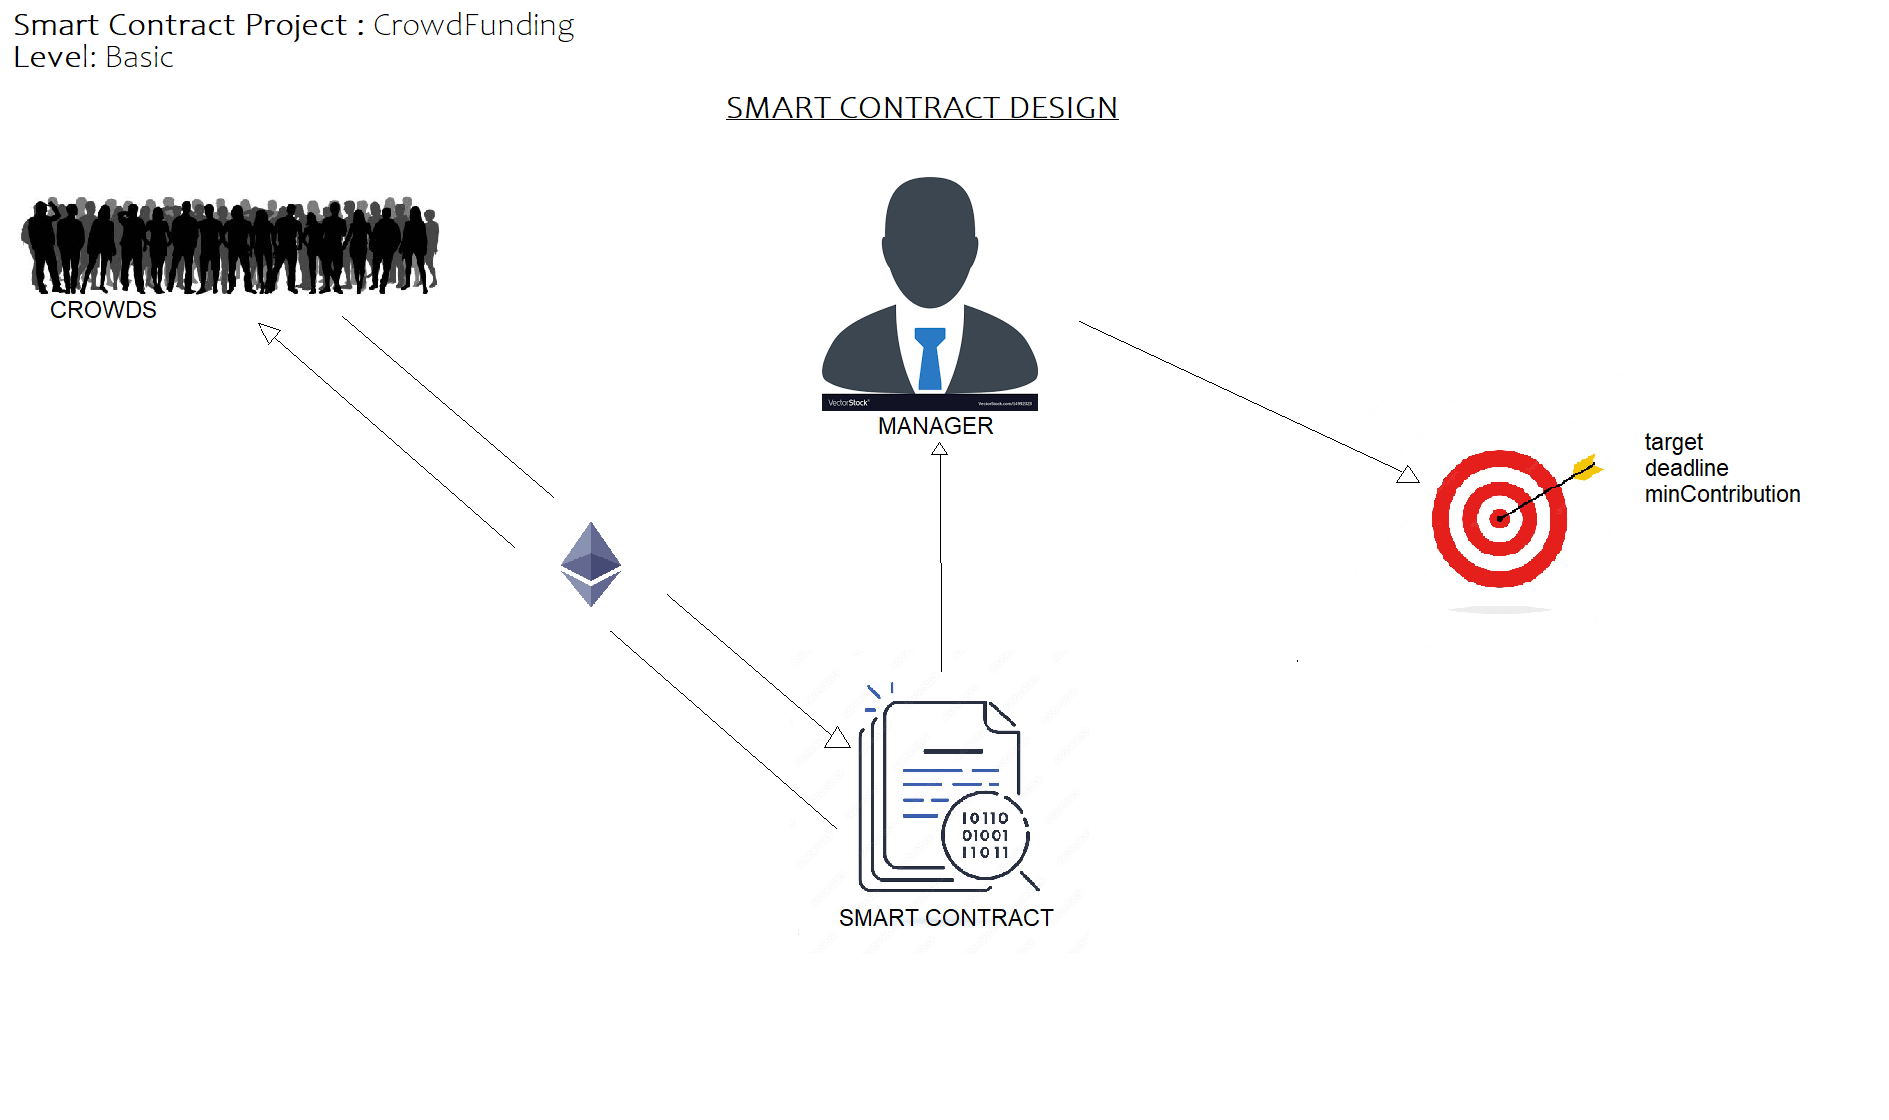 Smart Contract Project : CrowdFunding
Level: Basic
SMART CONTRACT DESIGN
CROWDS
VectorStock®
VectorStock.com/14992023
MANAGER
target
deadline
minContribution
10110
01001
11011
SMART CONTRACT